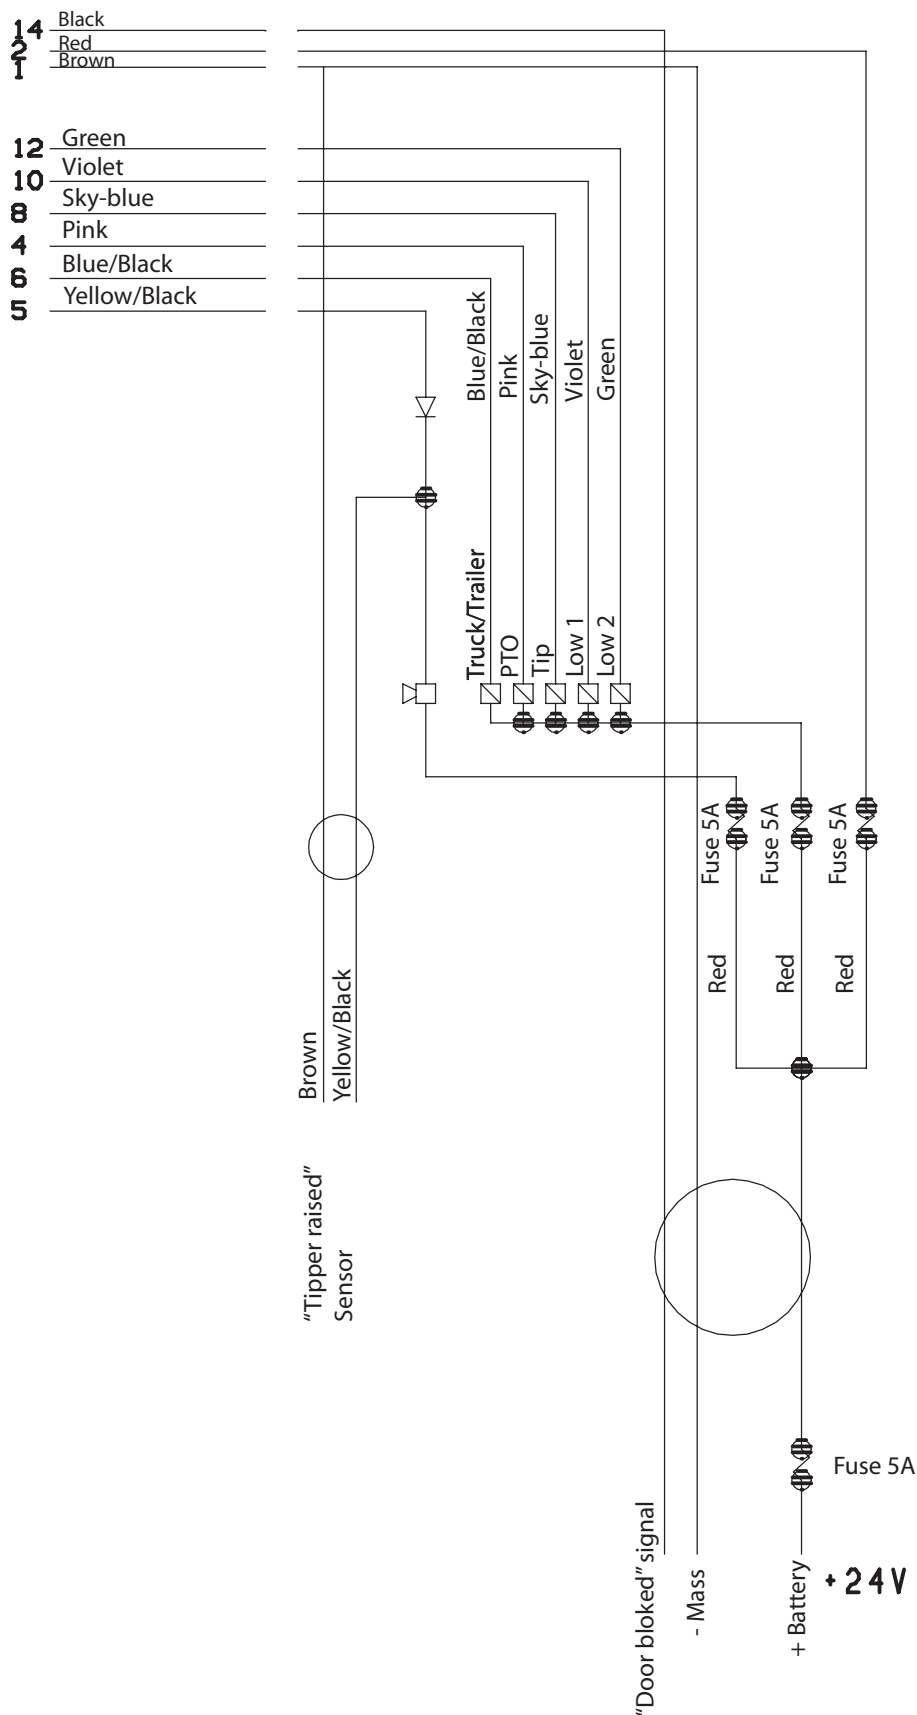 14 Black
2 Red
1 Brown
12 Green
10 Violet
8 Sky-blue
4 Pink
6 Blue/Black
5 Yellow/Black
Blue/Black
Pink
Sky-blue
Violet
Green
Truck/Trailer
PTO
Tip
Low 1
Low 2
Fuse 5A
Fuse 5A
Fuse 5A
Red
Red
Red
Brown
Yellow/Black
"Tipper raised"
Sensor
Fuse 5A
"Door bloked" signal
- Mass
+ Battery
+24V